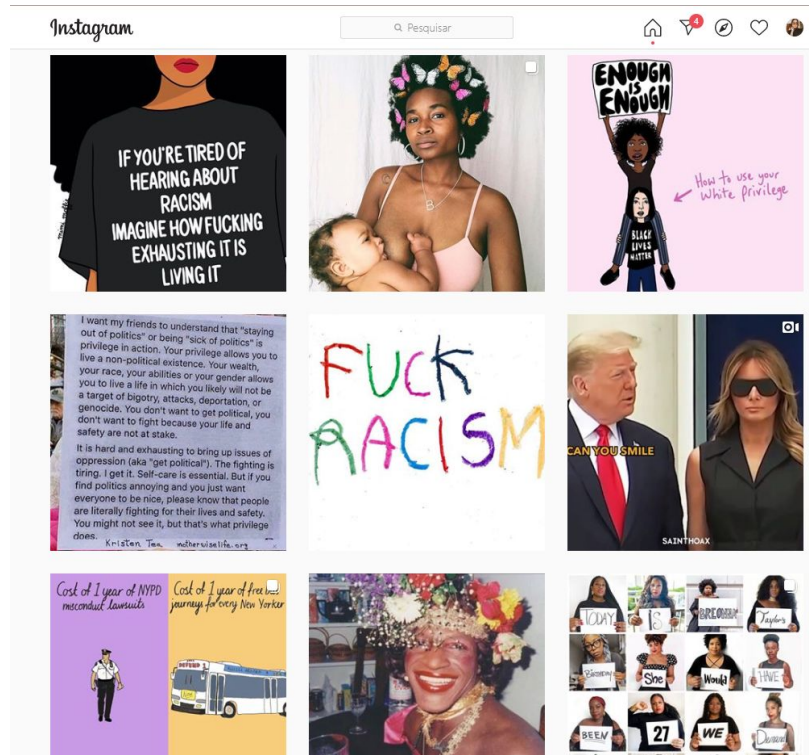 Instagram
Pesquisar
4
IF YOU'RE TIRED OF
HEARING ABOUT
RACISM
IMAGINE HOW FUCKING
EXHAUSTING IT IS
LIVING IT
B
ENOUGH
IS
ENOUGH
How to use your
White Privilege
BLACK
LIVES
MATTER
I want my friends to understand that "staying
out of politics" or being "sick of politics" is
privilege in action. Your privilege allows you to
live a non-political existence. Your wealth,
your race, your abilities or your gender allows
you to live a life in which you likely will not be
a target of bigotry, attacks, deportation, or
genocide. You don't want to get political, you
don't want to fight because your life and
safety are not at stake.
It is hard and exhausting to bring up issues of
oppression (aka "get political"). The fighting is
tiring. I get it. Self-care is essential. But if you
find politics annoying and you just want
everyone to be nice, please know that people
are literally fighting for their lives and safety.
You might not see it, but that's what privilege
does.
Kristen Tea motherwiselife.org
FUCK
RACISM
CAN YOU SMILE
SAINTHOAX
Cost of 1 year of NYPD
misconduct lawsuits
Cost of 1 year of free bus
journeys for every New Yorker
TODAY IS BREONNA Taylor's
Birthday She Would HAVE
BEEN 27 WE Demand